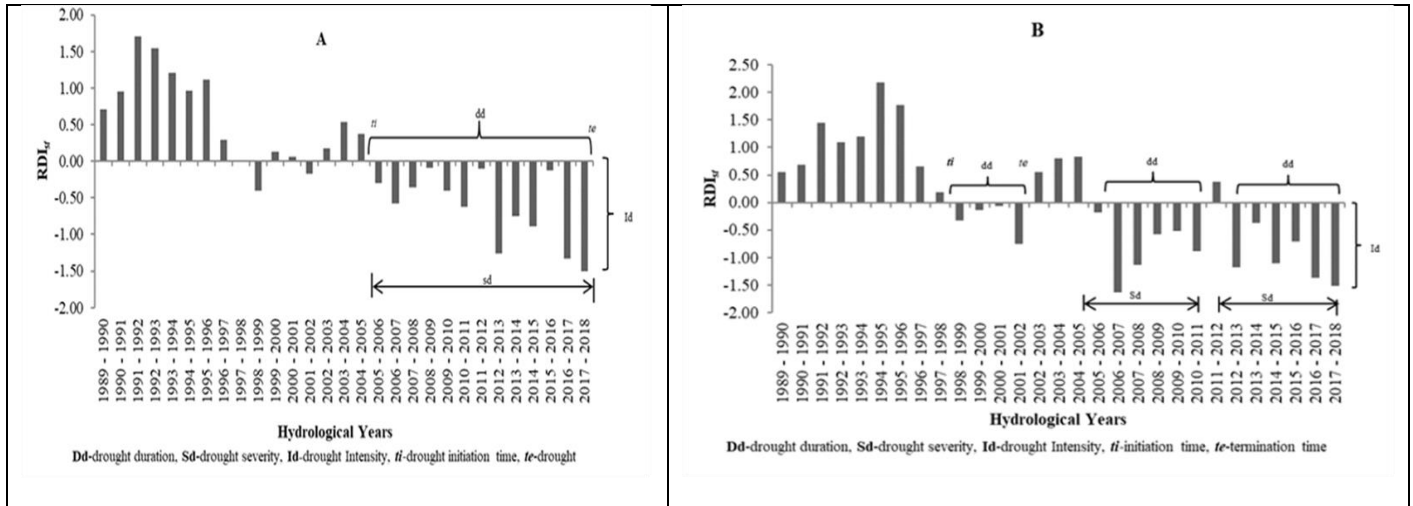 A
2.00
1.50
1.00
0.50
0.00
-0.50
-1.00
-1.50
-2.00
RDIst
ti
dd
te
Id
sd
1989 - 1990
1990 - 1991
1991 - 1992
1992 - 1993
1993 - 1994
1994 - 1995
1995 - 1996
1996 - 1997
1997 - 1998
1998 - 1999
1999 - 2000
2000 - 2001
2001 - 2002
2002 - 2003
2003 - 2004
2004 - 2005
2005 - 2006
2006 - 2007
2007 - 2008
2008 - 2009
2009 - 2010
2010 - 2011
2011 - 2012
2012 - 2013
2013 - 2014
2014 - 2015
2015 - 2016
2016 - 2017
2017 - 2018
Hydrological Years
Dd-drought duration, Sd-drought severity, Id-drought Intensity, ti-drought initiation time, te-drought
B
2.50
2.00
1.50
1.00
0.50
0.00
-0.50
-1.00
-1.50
-2.00
RDIst
ti
dd
te
dd
dd
Id
Sd
Sd
1989 - 1990
1990 - 1991
1991 - 1992
1992 - 1993
1993 - 1994
1994 - 1995
1995 - 1996
1996 - 1997
1997 - 1998
1998 - 1999
1999 - 2000
2000 - 2001
2001 - 2002
2002 - 2003
2003 - 2004
2004 - 2005
2005 - 2006
2006 - 2007
2007 - 2008
2008 - 2009
2009 - 2010
2010 - 2011
2011 - 2012
2012 - 2013
2013 - 2014
2014 - 2015
2015 - 2016
2016 - 2017
2017 - 2018
Hydrological Years
Dd-drought duration, Sd-drought severity, Id-drought Intensity, ti-initiation time, te-termination time